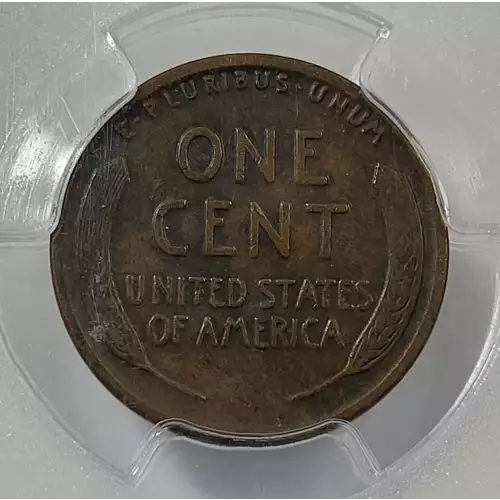 E·PLURIBUS·UNUM
ONE
CENT
UNITED STATES
OF AMERICA